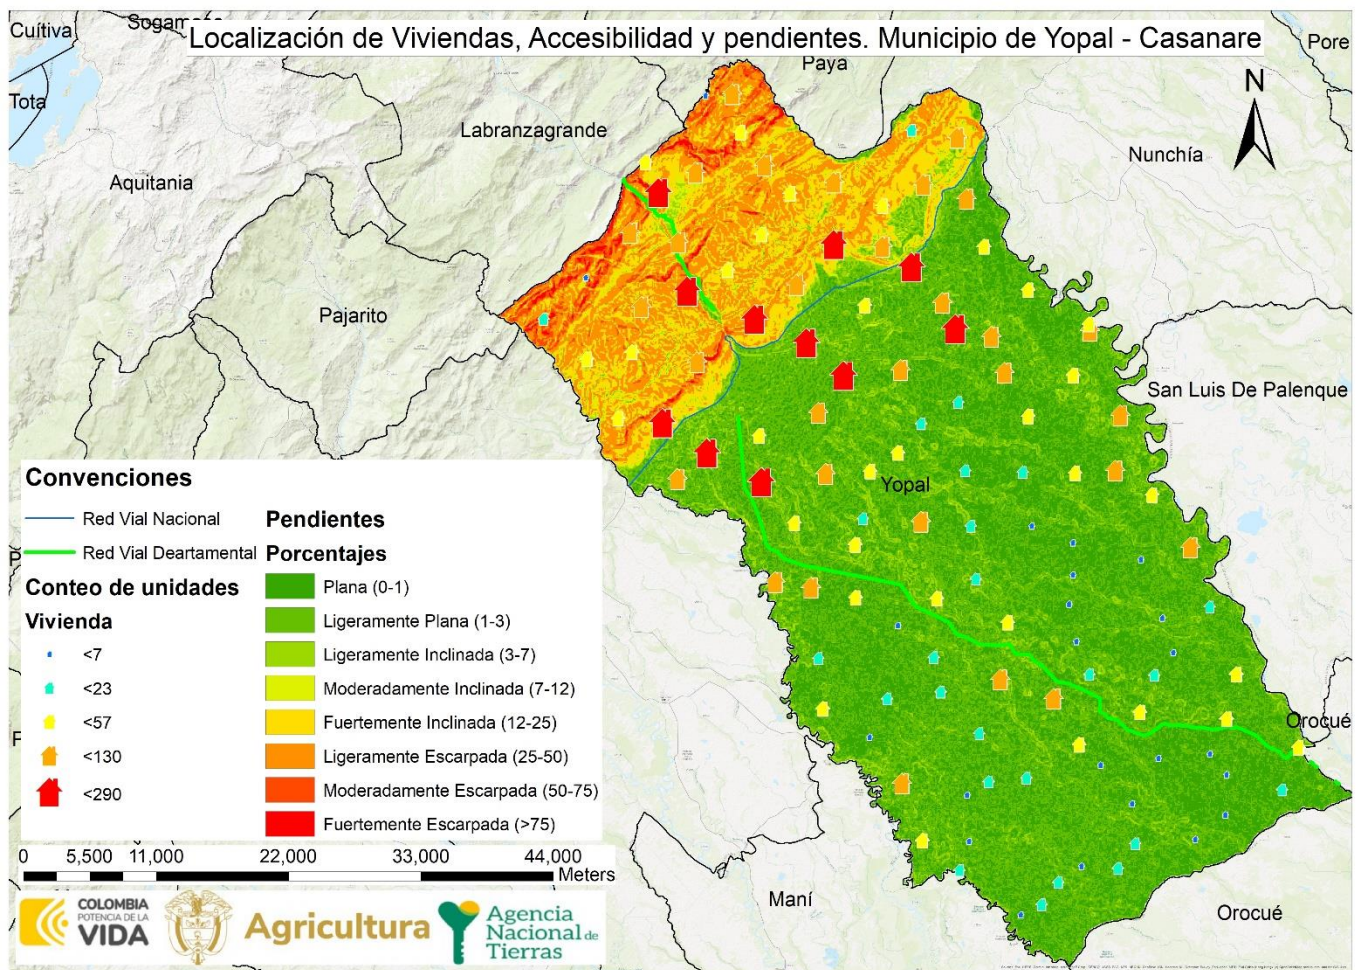 Localización de Viviendas, Accesibilidad y pendientes. Municipio de Yopal - Casanare
Cuítiva
Pore
Paya
N
Tota
Labranzagrande
Nunchía
Aquitania
Pajarito
San Luis De Palenque
Yopal
Orocué
Maní
Orocué
Convenciones
Red Vial Nacional
Red Vial Deartamental
Conteo de unidades
Vivienda
<7
<23
<57
<130
<290
Pendientes
Porcentajes
Plana (0-1)
Ligeramente Plana (1-3)
Ligeramente Inclinada (3-7)
Moderadamente Inclinada (7-12)
Fuertemente Inclinada (12-25)
Ligeramente Escarpada (25-50)
Moderadamente Escarpada (50-75)
Fuertemente Escarpada (>75)
0 5,500 11,000 22,000 33,000 44,000
Meters
COLOMBIA
POTENCIA DE LA
VIDA
Agricultura
Agencia
Nacional de
Tierras